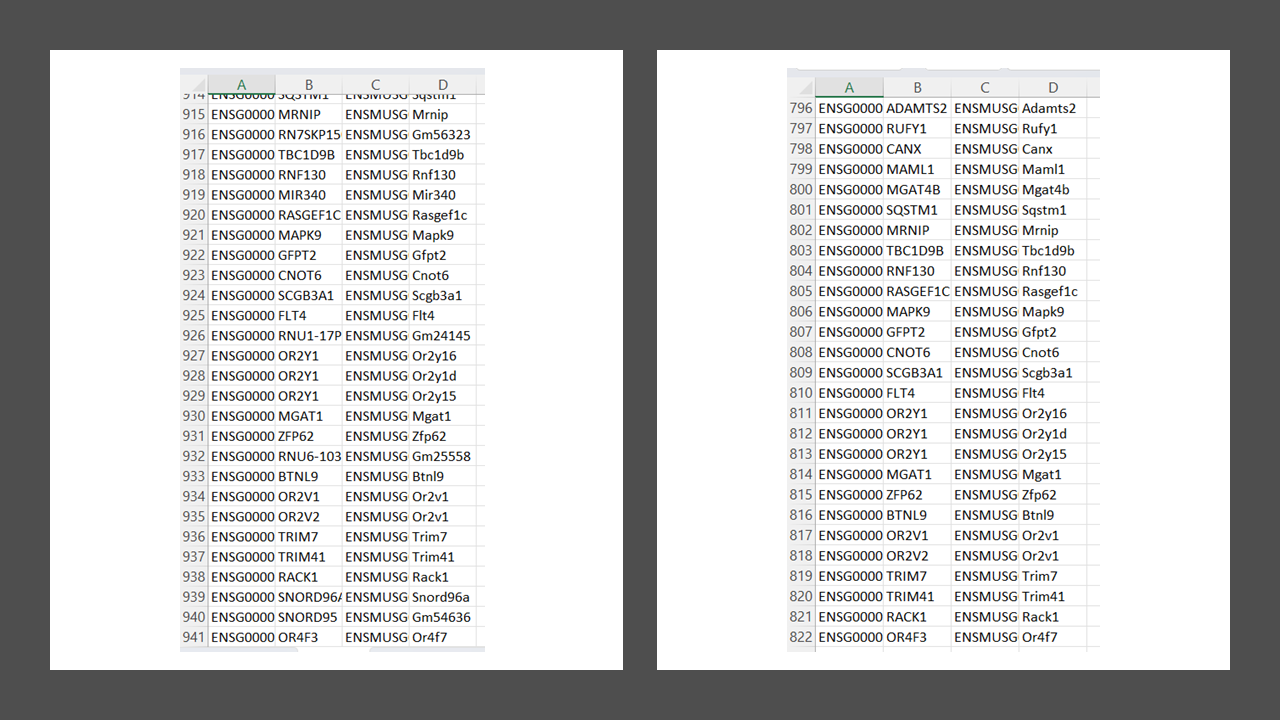 A B C D
914 ENSG0000 SQSTM1 ENSMUSG Sqstm1
915 ENSG0000 MRNIP ENSMUSG Mrnip
916 ENSG0000 RN7SKP15 ENSMUSG Gm56323
917 ENSG0000 TBC1D9B ENSMUSG Tbc1d9b
918 ENSG0000 RNF130 ENSMUSG Rnf130
919 ENSG0000 MIR340 ENSMUSG Mir340
920 ENSG0000 RASGEF1C ENSMUSG Rasgef1c
921 ENSG0000 MAPK9 ENSMUSG Mapk9
922 ENSG0000 GFPT2 ENSMUSG Gfpt2
923 ENSG0000 CNOT6 ENSMUSG Cnot6
924 ENSG0000 SCGB3A1 ENSMUSG Scgb3a1
925 ENSG0000 FLT4 ENSMUSG Flt4
926 ENSG0000 RNU1-17P ENSMUSG Gm24145
927 ENSG0000 OR2Y1 ENSMUSG Or2y16
928 ENSG0000 OR2Y1 ENSMUSG Or2y1d
929 ENSG0000 OR2Y1 ENSMUSG Or2y15
930 ENSG0000 MGAT1 ENSMUSG Mgat1
931 ENSG0000 ZFP62 ENSMUSG Zfp62
932 ENSG0000 RNU6-103 ENSMUSG Gm25558
933 ENSG0000 BTNL9 ENSMUSG Btnl9
934 ENSG0000 OR2V1 ENSMUSG Or2v1
935 ENSG0000 OR2V2 ENSMUSG Or2v1
936 ENSG0000 TRIM7 ENSMUSG Trim7
937 ENSG0000 TRIM41 ENSMUSG Trim41
938 ENSG0000 RACK1 ENSMUSG Rack1
939 ENSG0000 SNORD96A ENSMUSG Snord96a
940 ENSG0000 SNORD95 ENSMUSG Gm54636
941 ENSG0000 OR4F3 ENSMUSG Or4f7
A B C D
796 ENSG0000 ADAMTS2 ENSMUSG Adamts2
797 ENSG0000 RUFY1 ENSMUSG Rufy1
798 ENSG0000 CANX ENSMUSG Canx
799 ENSG0000 MAML1 ENSMUSG Maml1
800 ENSG0000 MGAT4B ENSMUSG Mgat4b
801 ENSG0000 SQSTM1 ENSMUSG Sqstm1
802 ENSG0000 MRNIP ENSMUSG Mrnip
803 ENSG0000 TBC1D9B ENSMUSG Tbc1d9b
804 ENSG0000 RNF130 ENSMUSG Rnf130
805 ENSG0000 RASGEF1C ENSMUSG Rasgef1c
806 ENSG0000 MAPK9 ENSMUSG Mapk9
807 ENSG0000 GFPT2 ENSMUSG Gfpt2
808 ENSG0000 CNOT6 ENSMUSG Cnot6
809 ENSG0000 SCGB3A1 ENSMUSG Scgb3a1
810 ENSG0000 FLT4 ENSMUSG Flt4
811 ENSG0000 OR2Y1 ENSMUSG Or2y16
812 ENSG0000 OR2Y1 ENSMUSG Or2y1d
813 ENSG0000 OR2Y1 ENSMUSG Or2y15
814 ENSG0000 MGAT1 ENSMUSG Mgat1
815 ENSG0000 ZFP62 ENSMUSG Zfp62
816 ENSG0000 BTNL9 ENSMUSG Btnl9
817 ENSG0000 OR2V1 ENSMUSG Or2v1
818 ENSG0000 OR2V2 ENSMUSG Or2v1
819 ENSG0000 TRIM7 ENSMUSG Trim7
820 ENSG0000 TRIM41 ENSMUSG Trim41
821 ENSG0000 RACK1 ENSMUSG Rack1
822 ENSG0000 OR4F3 ENSMUSG Or4f7